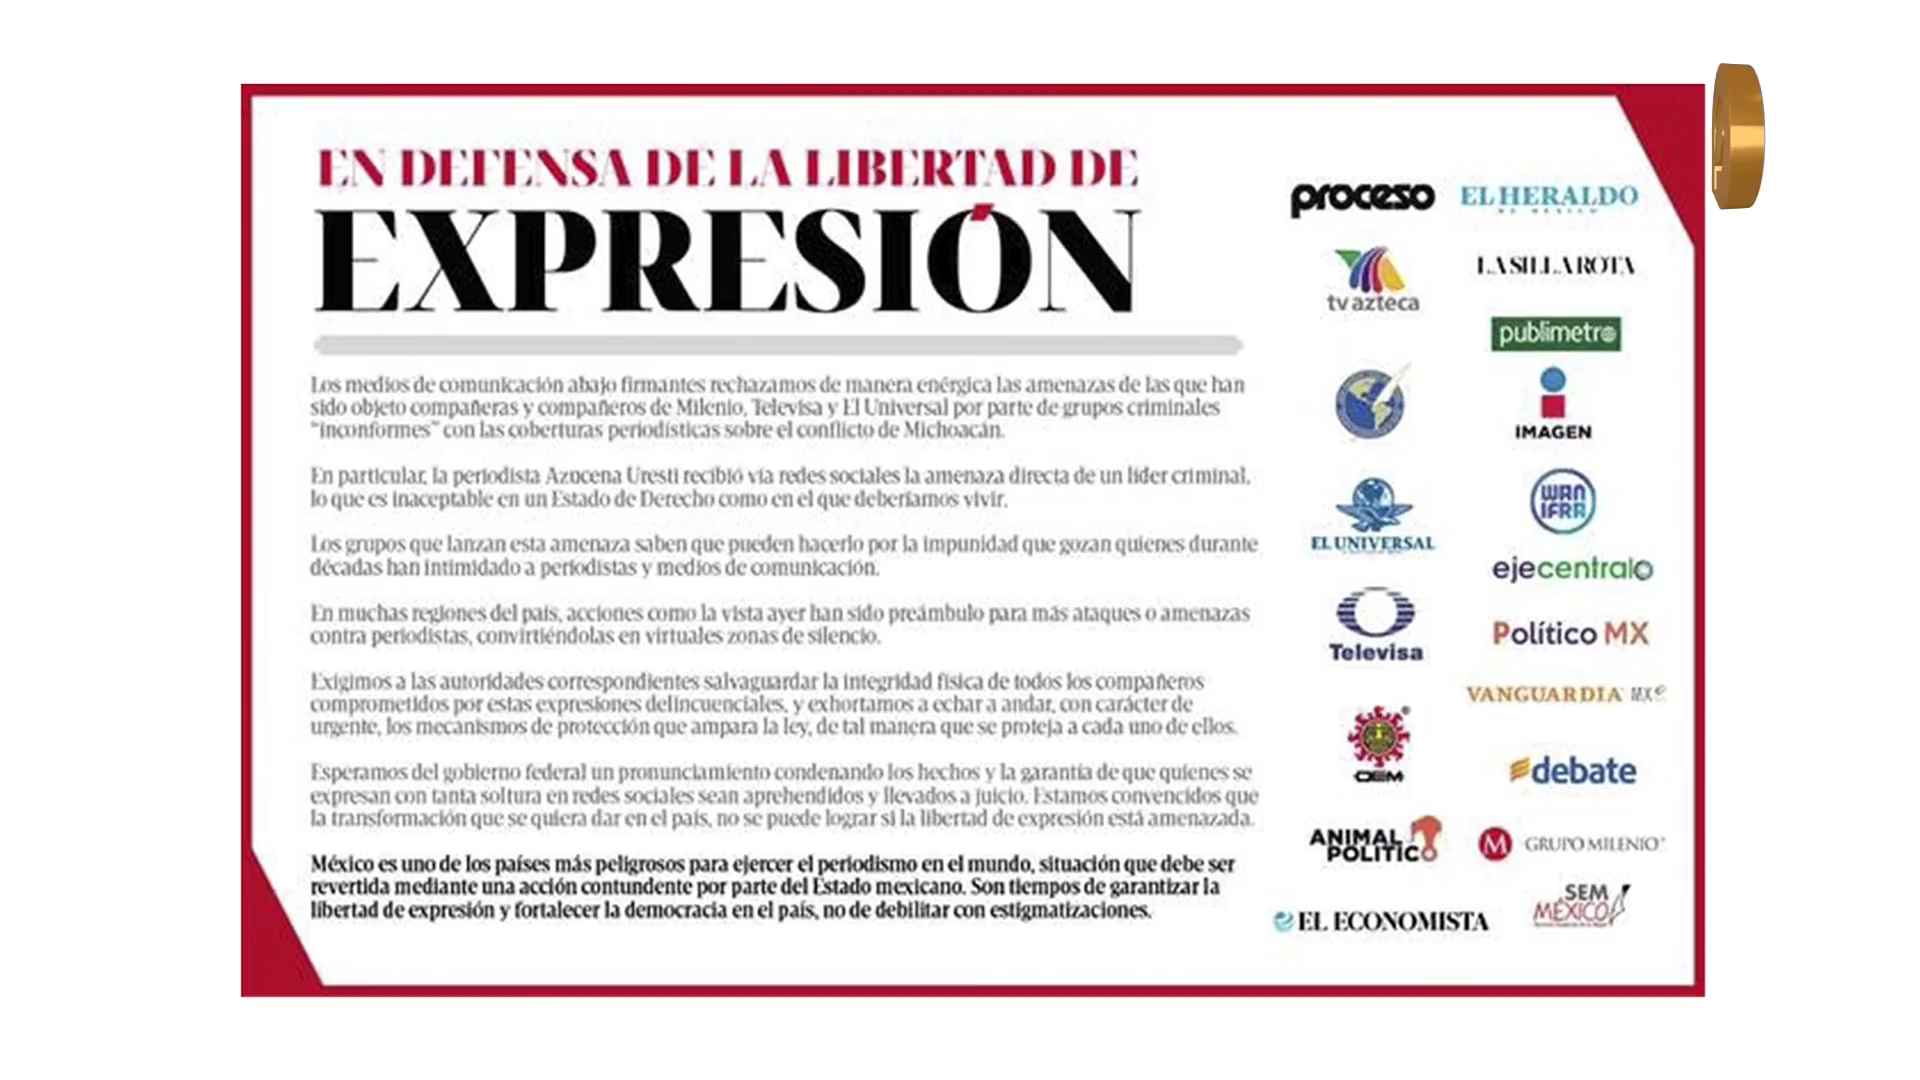 EN DEFENSA DE LA LIBERTAD DE
EXPRESIÓN
Los medios de comunicación abajo firmantes rechazamos de manera enérgica las amenazas de las que han
sido objeto compañeras y compañeros de Milenio, Televisa y El Universal por parte de grupos criminales
“inconformes” con las coberturas periodísticas sobre el conflicto de Michoacán.
En particular, la periodista Azucena Uresti recibió vía redes sociales la amenaza directa de un líder criminal,
lo que es inaceptable en un Estado de Derecho como en el que deberíamos vivir.
Los grupos que lanzan esta amenaza saben que pueden hacerlo por la impunidad que gozan quienes durante
décadas han intimidado a periodistas y medios de comunicación.
En muchas regiones del país, acciones como la vista ayer han sido preámbulo para más ataques o amenazas
contra periodistas, convirtiéndolas en virtuales zonas de silencio.
Exigimos a las autoridades correspondientes salvaguardar la integridad física de todos los compañeros
comprometidos por estas expresiones delincuenciales, y exhortamos a echar a andar, con carácter de
urgente, los mecanismos de protección que ampara la ley, de tal manera que se proteja a cada uno de ellos.
Esperamos del gobierno federal un pronunciamiento condenando los hechos y la garantía de que quienes se
expresan con tanta soltura en redes sociales sean aprehendidos y llevados a juicio. Estamos convencidos que
la transformación que se quiera dar en el país, no se puede lograr si la libertad de expresión está amenazada.
México es uno de los países más peligrosos para ejercer el periodismo en el mundo, situación que debe ser
revertida mediante una acción contundente por parte del Estado mexicano. Son tiempos de garantizar la
libertad de expresión y fortalecer la democracia en el país, no de debilitar con estigmatizaciones.
proceso
EL HERALDO
DE MÉXICO
tv azteca
LA SILLA ROTA
publimetro
IMAGEN
EL UNIVERSAL
WAN
IFRA
ejecentral
Televisa
Político MX
VANGUARDIA MX
OEM
debate
ANIMAL
POLITICO
M GRUPO MILENIO
EL ECONOMISTA
SEM
MÉXICO